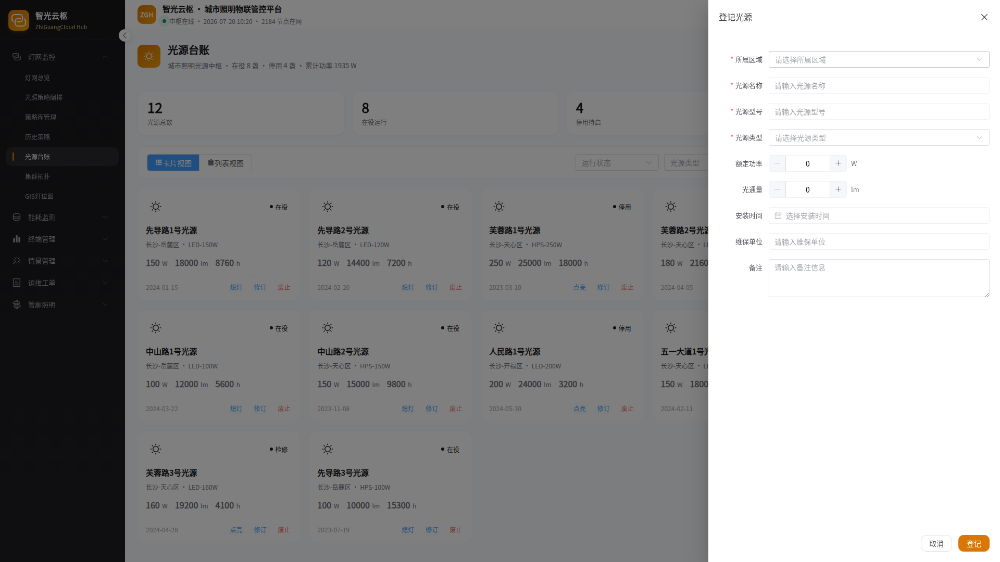 智光云枢
ZhiGuangCloud Hub
灯网监控
灯网总览
光照策略编排
策略库管理
历史策略
光源台账
集群拓扑
GIS灯位图
能耗监测
终端管理
情景管理
运维工单
管廊照明
ZGH
智光云枢 · 城市照明物联管控平台
中枢在线 · 2026-07-20 10:20 · 2184 节点在网
光源台账
城市照明光源中枢 · 在役 8 盏 · 停用 4 盏 · 累计功率 1935 W
12
光源总数
8
在役运行
4
停用待启
卡片视图
列表视图
运行状态
光源类型
在役
先导路1号光源
长沙-岳麓区 · LED-150W
150 W 18000 lm 8760 h
2024-01-15 熄灯 修订 废止
在役
先导路2号光源
长沙-岳麓区 · LED-120W
120 W 14400 lm 7200 h
2024-02-20 熄灯 修订 废止
停用
芙蓉路1号光源
长沙-天心区 · HPS-250W
250 W 25000 lm 18000 h
2023-03-10 点亮 修订 废止
芙蓉路2号光
长沙-天心区 · 
180 W 2160
2024-04-05
在役
中山路1号光源
长沙-岳麓区 · LED-100W
100 W 12000 lm 5600 h
2024-03-22 熄灯 修订 废止
在役
中山路2号光源
长沙-天心区 · HPS-150W
150 W 15000 lm 9800 h
2023-11-08 熄灯 修订 废止
停用
人民路1号光源
长沙-开福区 · LED-200W
200 W 24000 lm 3200 h
2024-05-30 点亮 修订 废止
五一大道1号
长沙-天心区 · 
150 W 1800
2024-02-11
检修
芙蓉路3号光源
长沙-天心区 · LED-160W
160 W 19200 lm 4100 h
2024-04-28 点亮 修订 废止
在役
先导路3号光源
长沙-岳麓区 · HPS-100W
100 W 10000 lm 15300 h
2023-07-19 熄灯 修订 废止
登记光源
* 所属区域 请选择所属区域
* 光源名称 请输入光源名称
* 光源型号 请输入光源型号
* 光源类型 请选择光源类型
额定功率 0 W
光通量 0 lm
安装时间 选择安装时间
维保单位 请输入维保单位
备注 请输入备注信息
取消
登记